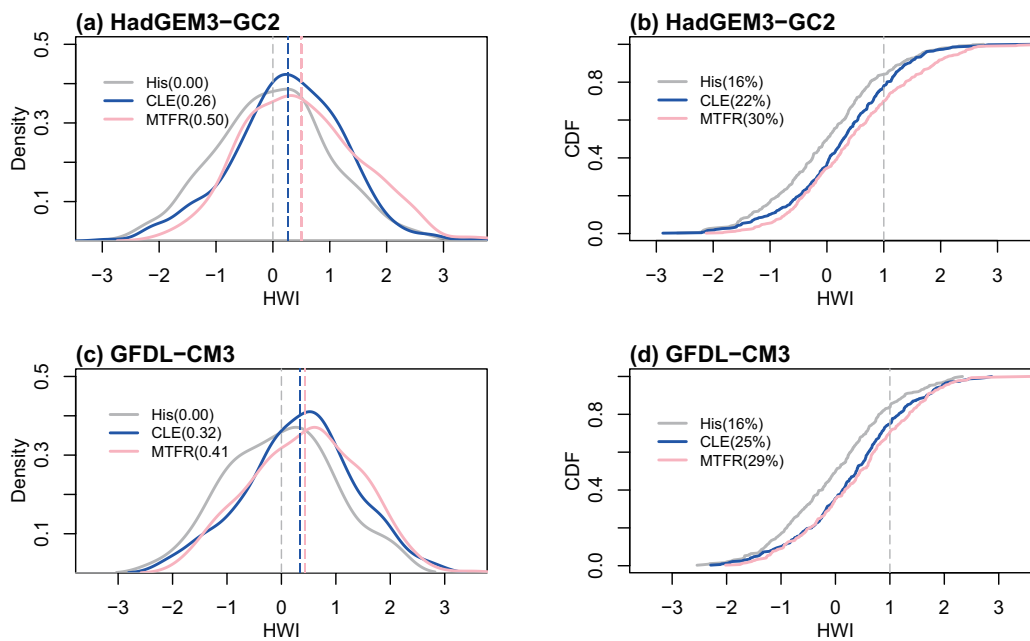 (a) HadGEM3−GC2
Density
0.5
0.3
0.1
His(0.00)
CLE(0.26)
MTFR(0.50)
−3 −2 −1 0 1 2 3
HWI
(b) HadGEM3−GC2
CDF
0.8
0.4
0.0
His(16%)
CLE(22%)
MTFR(30%)
−3 −2 −1 0 1 2 3
HWI
(c) GFDL−CM3
Density
0.5
0.3
0.1
His(0.00)
CLE(0.32)
MTFR(0.41
−3 −2 −1 0 1 2 3
HWI
(d) GFDL−CM3
CDF
0.8
0.4
0.0
His(16%)
CLE(25%)
MTFR(29%)
−3 −2 −1 0 1 2 3
HWI